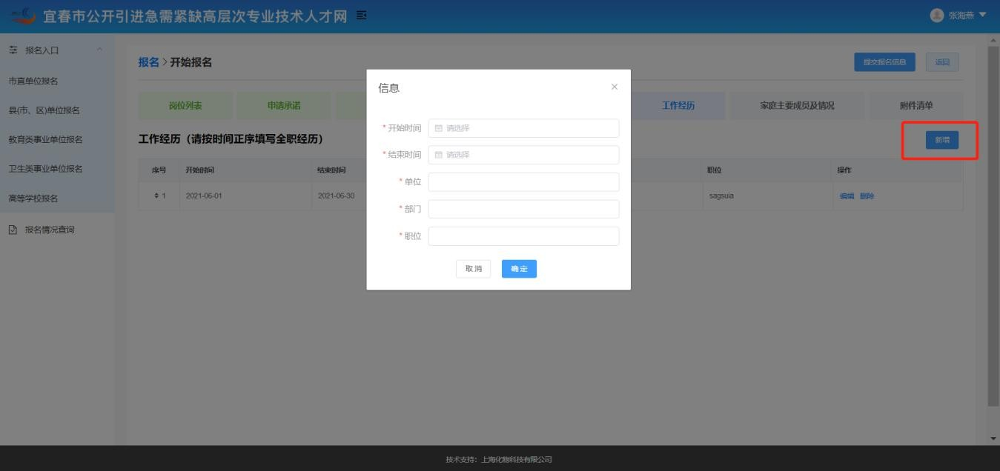 宜春市公开引进急需紧缺高层次专业技术人才网
张海燕
报名入口
市直单位报名
县(市、区)单位报名
教育类事业单位报名
卫生类事业单位报名
高等学校报名
报名情况查询
报名 > 开始报名
提交报名信息
返回
岗位列表
申请承诺
工作经历
家庭主要成员及情况
附件清单
工作经历（请按时间正序填写全职经历）
新增
序号 开始时间 结束时间 职位 操作
1 2021-06-01 2021-06-30 sagsuia 编辑 删除
信息
* 开始时间 请选择
* 结束时间 请选择
* 单位
* 部门
* 职位
取消 确定
技术支持：上海化物科技有限公司